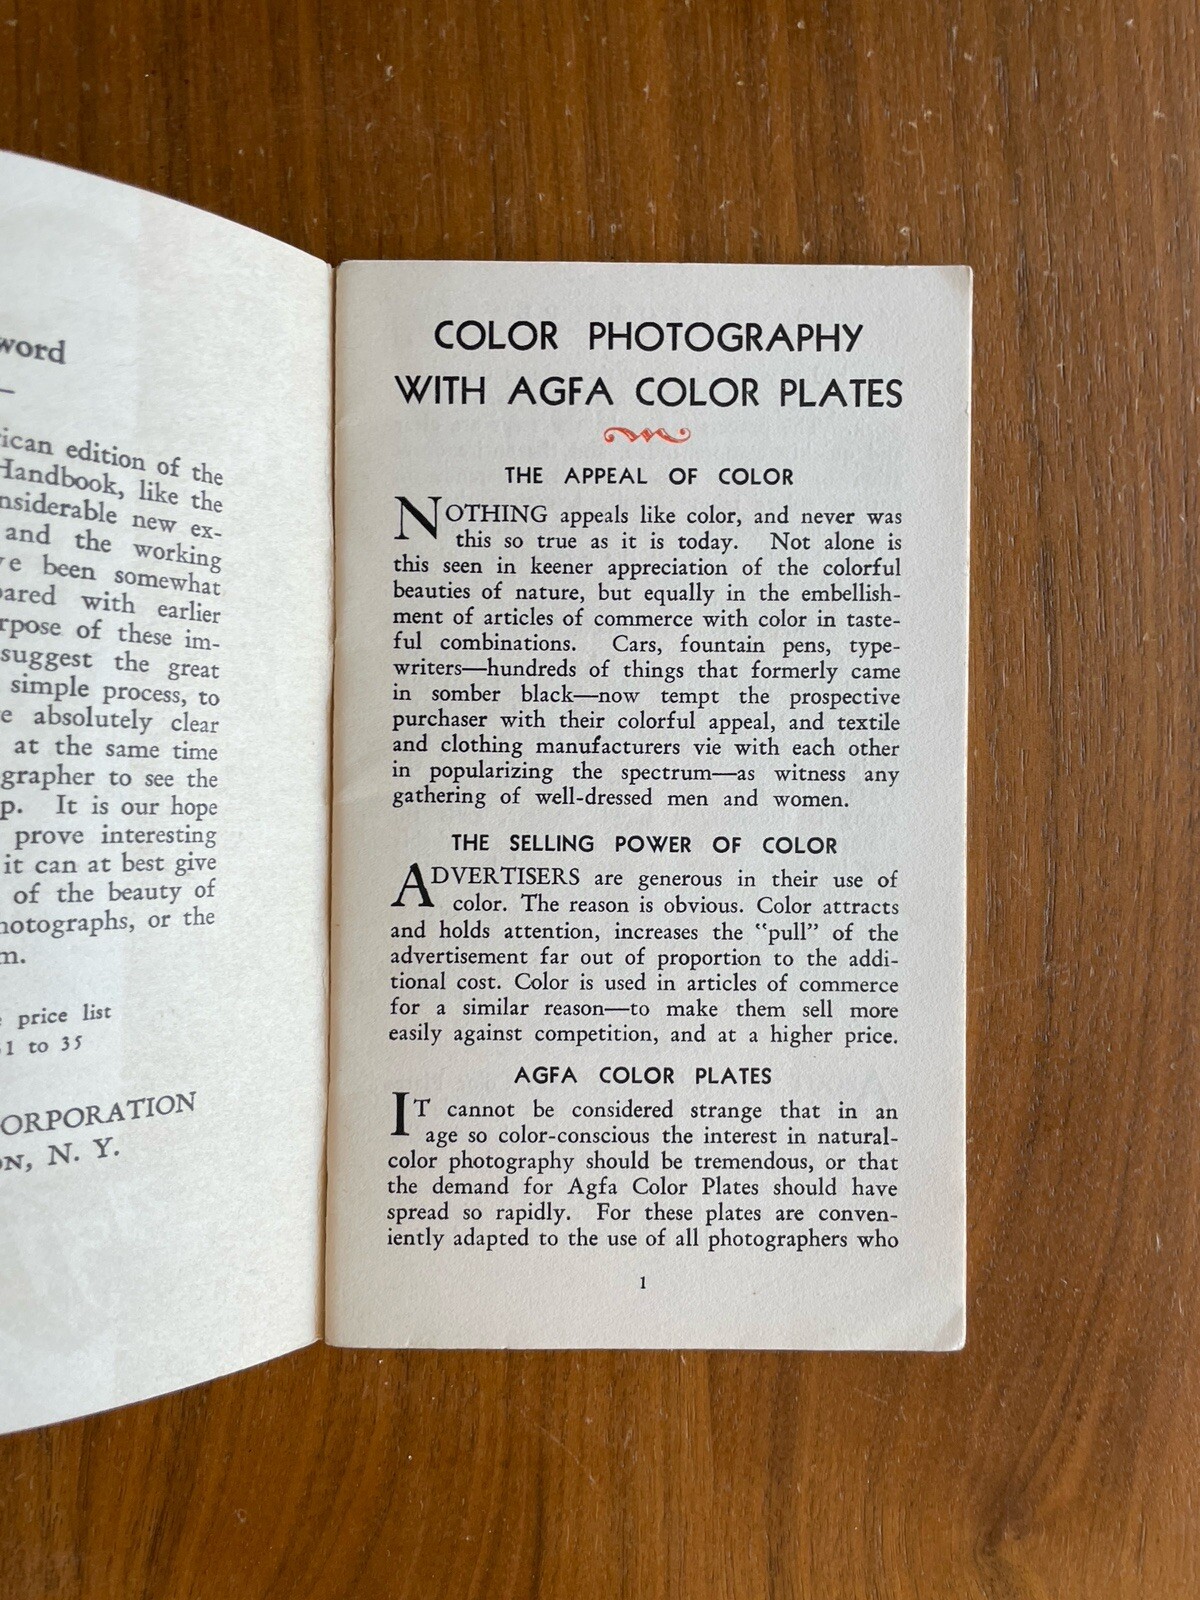 word
ican edition of the
Handbook, like the
considerable new ex-
and the working
been somewhat
with earlier
of these im-
suggest the great
simple process, to
absolutely clear
at the same time
grapher to see the
p. It is our hope
prove interesting
it can at best give
of the beauty of
photographs, or the
m.
price list
1 to 35
ORPORATION
ON, N. Y.
COLOR PHOTOGRAPHY
WITH AGFA COLOR PLATES
THE APPEAL OF COLOR
NOTHING appeals like color, and never was
this so true as it is today. Not alone is
this seen in keener appreciation of the colorful
beauties of nature, but equally in the embellish-
ment of articles of commerce with color in taste-
ful combinations. Cars, fountain pens, type-
writers—hundreds of things that formerly came
in somber black—now tempt the prospective
purchaser with their colorful appeal, and textile
and clothing manufacturers vie with each other
in popularizing the spectrum—as witness any
gathering of well-dressed men and women.
THE SELLING POWER OF COLOR
ADVERTISERS are generous in their use of
color. The reason is obvious. Color attracts
and holds attention, increases the “pull” of the
advertisement far out of proportion to the addi-
tional cost. Color is used in articles of commerce
for a similar reason—to make them sell more
easily against competition, and at a higher price.
AGFA COLOR PLATES
IT cannot be considered strange that in an
age so color-conscious the interest in natural-
color photography should be tremendous, or that
the demand for Agfa Color Plates should have
spread so rapidly. For these plates are conven-
iently adapted to the use of all photographers who
1